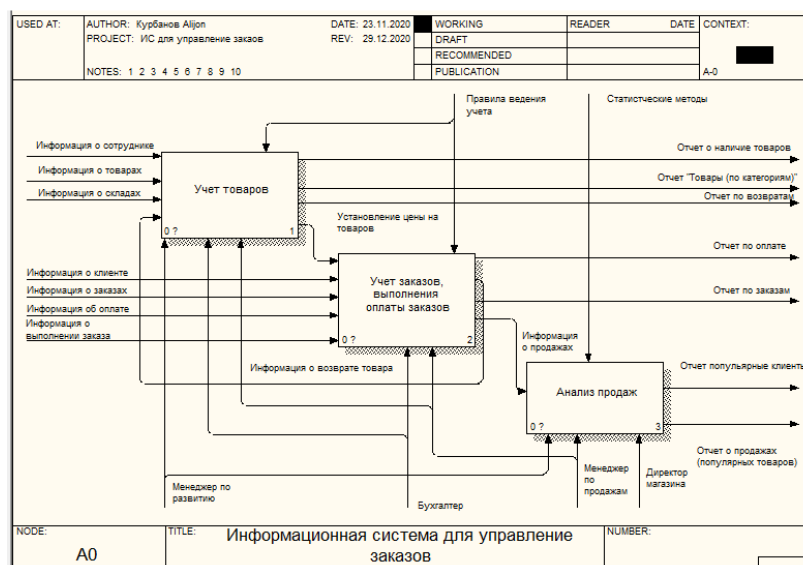 USED AT:
AUTHOR: Курбанов Alijon
DATE: 23.11.2020
WORKING
READER
DATE
CONTEXT:
PROJECT: ИС для управление закаов
REV: 29.12.2020
DRAFT
RECOMMENDED
NOTES: 1 2 3 4 5 6 7 8 9 10
PUBLICATION
A-0
Правила ведения
учета
Статистческие методы
Информация о сотруднике
Информация о товарах
Информация о складах
Учет товаров
0 ?
1
Отчет о наличие товаров
Отчет "Товары (по категориям)"
Отчет по возвратам
Установление цены на
товаров
Информация о клиенте
Информация о заказах
Информация об оплате
Информация о
выполнении заказа
Учет заказов,
выполнения
оплаты заказов
0 ?
2
Отчет по оплате
Отчет по заказам
Информация о возврате товара
Информация
о продажах
Анализ продаж
0 ?
3
Отчет популярные клиенты
Отчет о продажах
(популярных товаров)
Менеджер по
развитию
Бухгалтер
Менеджер
по
продажам
Директор
магазина
NODE:
TITLE:
NUMBER:
A0
Информационная система для управление
заказов